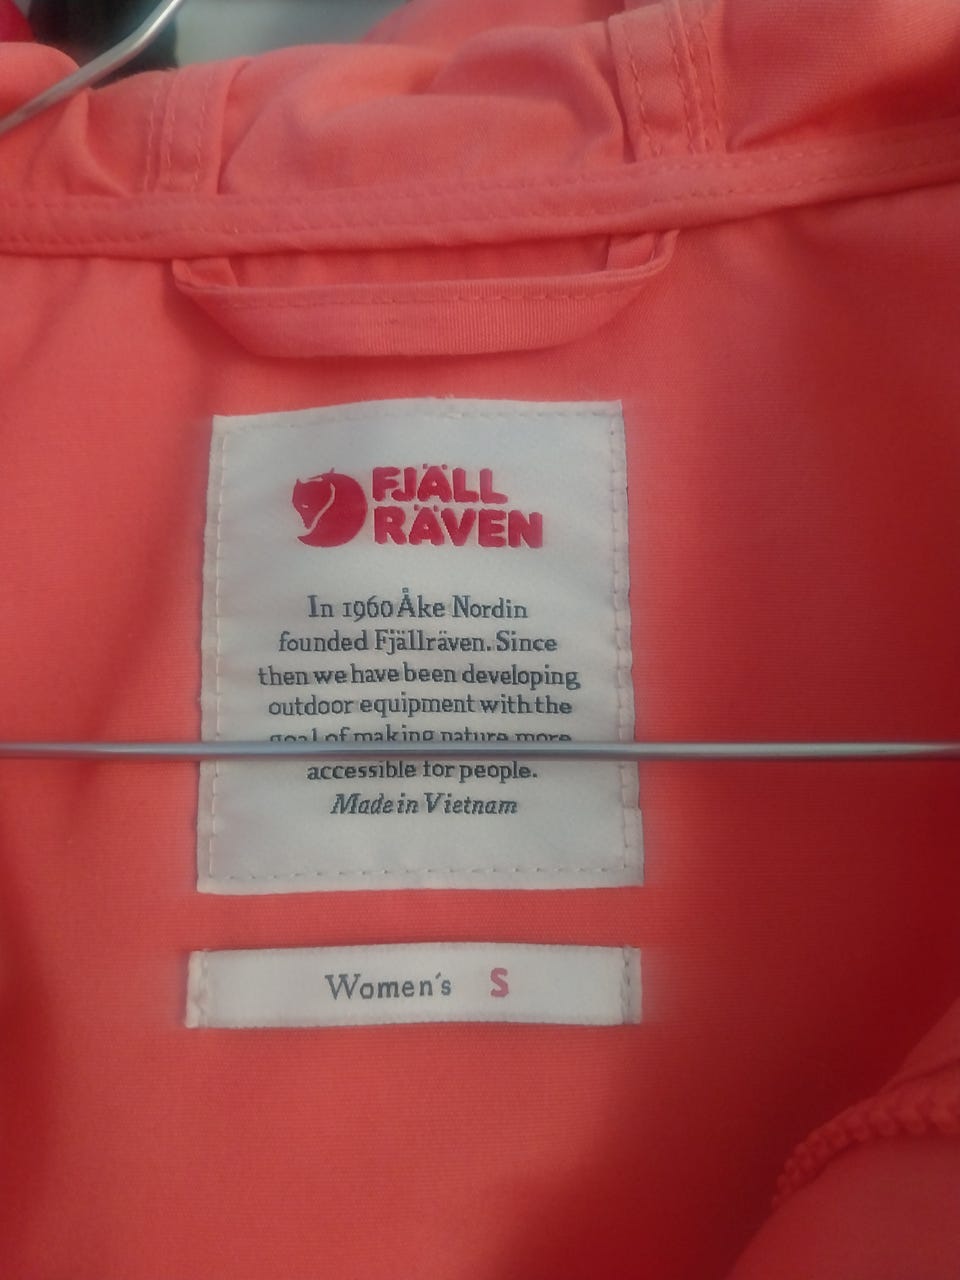 FJÄLL
RÄVEN
In 1960 Åke Nordin
founded Fjällräven. Since
then we have been developing
outdoor equipment with the
goal of making nature more
accessible for people.
Made in Vietnam
Women´s S